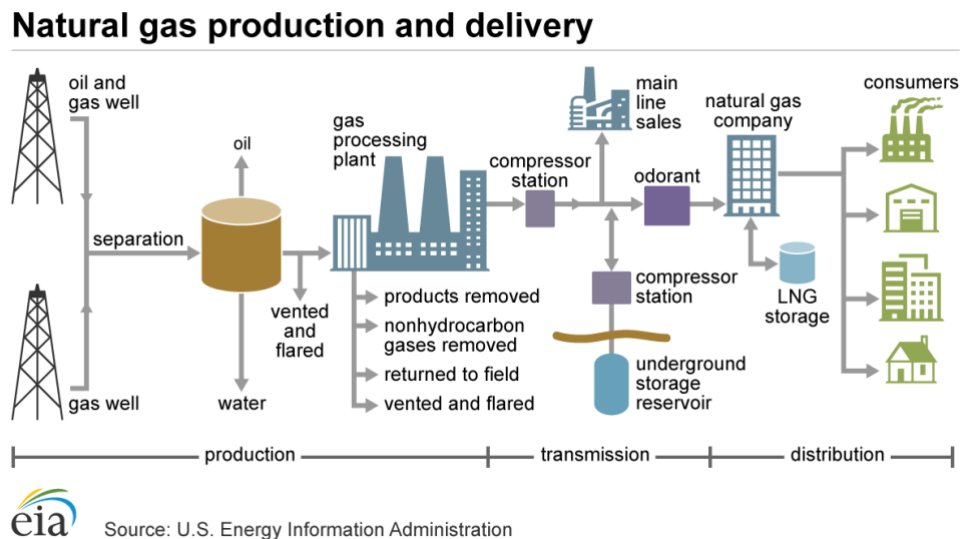 Natural gas production and delivery
oil and
gas well
separation
gas well
oil
water
vented
and
flared
gas
processing
plant
products removed
nonhydrocarbon
gases removed
returned to field
vented and flared
compressor
station
main
line
sales
odorant
compressor
station
underground
storage
reservoir
natural gas
company
LNG
storage
consumers
production
transmission
distribution
eia
Source: U.S. Energy Information Administration